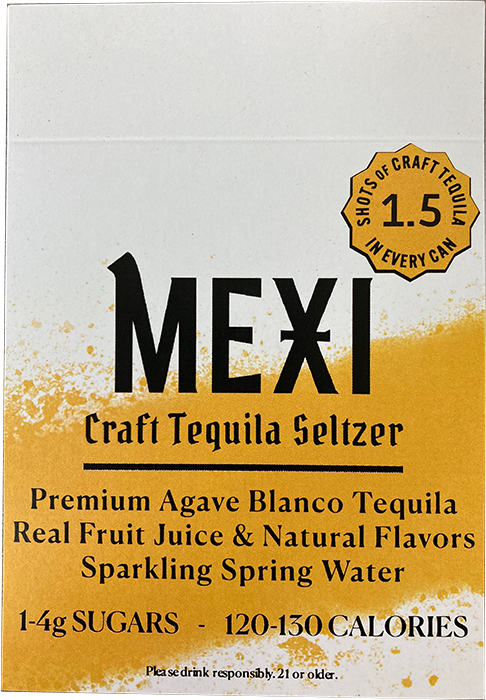 SHOTS OF CRAFT TEQUILA
1.5
IN EVERY CAN
MEXI
Craft Tequila Seltzer
Premium Agave Blanco Tequila
Real Fruit Juice & Natural Flavors
Sparkling Spring Water
1-4g SUGARS - 120-130 CALORIES
Please drink responsibly. 21 or older.